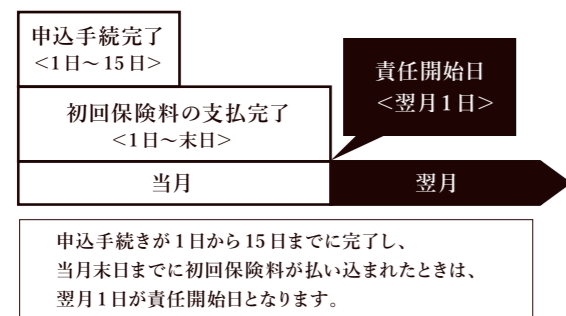 申込手続完了
<1日～15日>
初回保険料の支払完了
<1日～末日>
責任開始日
<翌月1日>
当月
翌月
申込手続きが1日から15日までに完了し、
当月末日までに初回保険料が払い込まれたときは、
翌月1日が責任開始日となります。